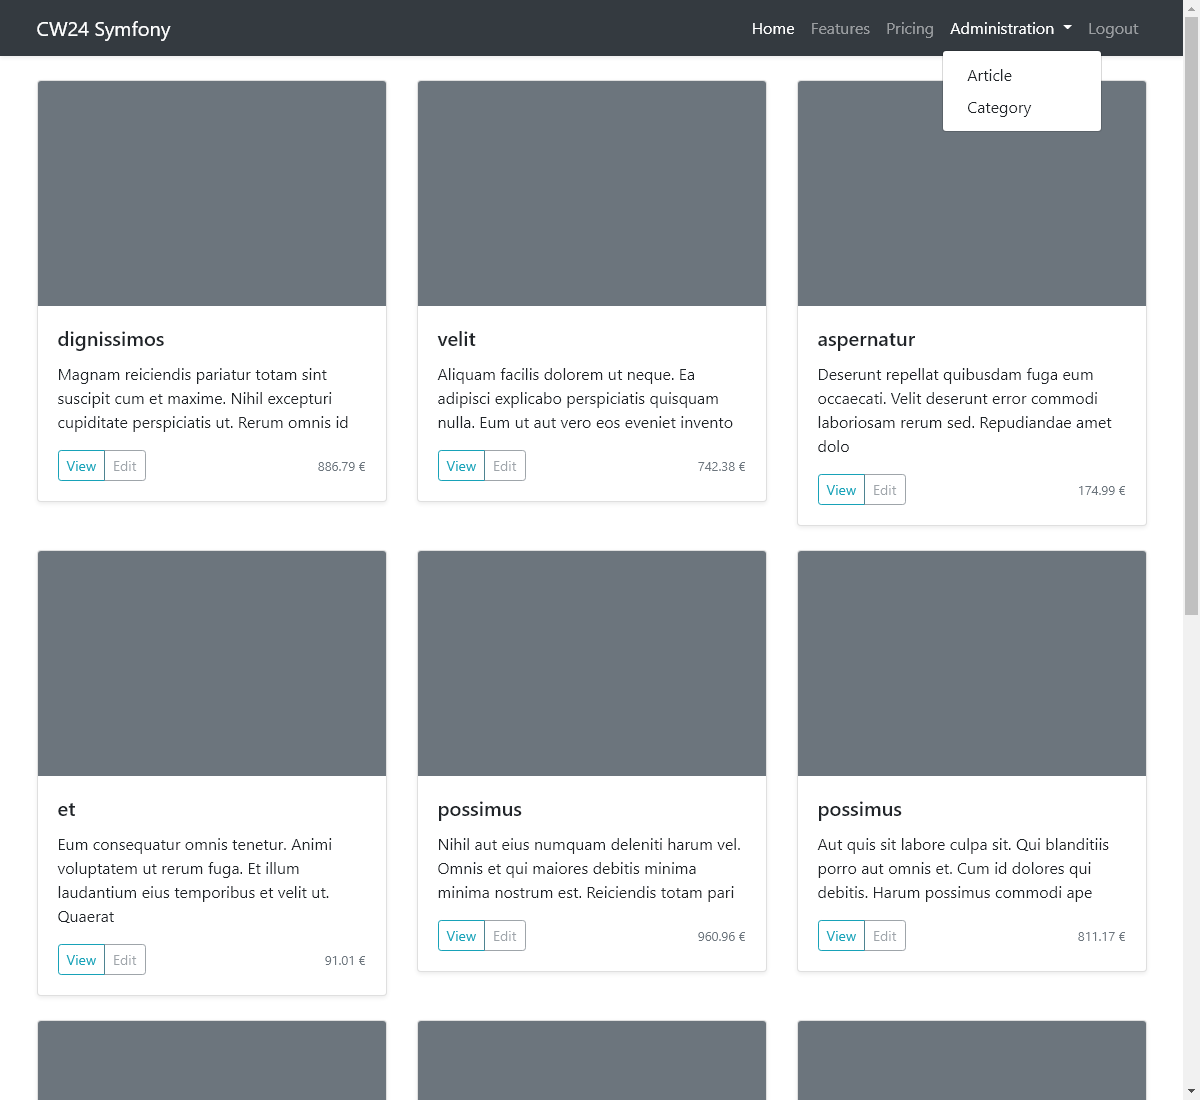 CW24 Symfony
Home Features Pricing Administration Logout
Article
Category
dignissimos
Magnam reiciendis pariatur totam sint
suscipit cum et maxime. Nihil excepturi
cupiditate perspiciatis ut. Rerum omnis id
View Edit 886.79 €
velit
Aliquam facilis dolorem ut neque. Ea
adipisci explicabo perspiciatis quisquam
nulla. Eum ut aut vero eos eveniet invento
View Edit 742.38 €
aspernatur
Deserunt repellat quibusdam fuga eum
occaecati. Velit deserunt error commodi
laboriosam rerum sed. Repudiandae amet
dolo
View Edit 174.99 €
et
Eum consequatur omnis tenetur. Animi
voluptatem ut rerum fuga. Et illum
laudantium eius temporibus et velit ut.
Quaerat
View Edit 91.01 €
possimus
Nihil aut eius numquam deleniti harum vel.
Omnis et qui maiores debitis minima
minima nostrum est. Reiciendis totam pari
View Edit 960.96 €
possimus
Aut quis sit labore culpa sit. Qui blanditiis
porro aut omnis et. Cum id dolores qui
debitis. Harum possimus commodi ape
View Edit 811.17 €